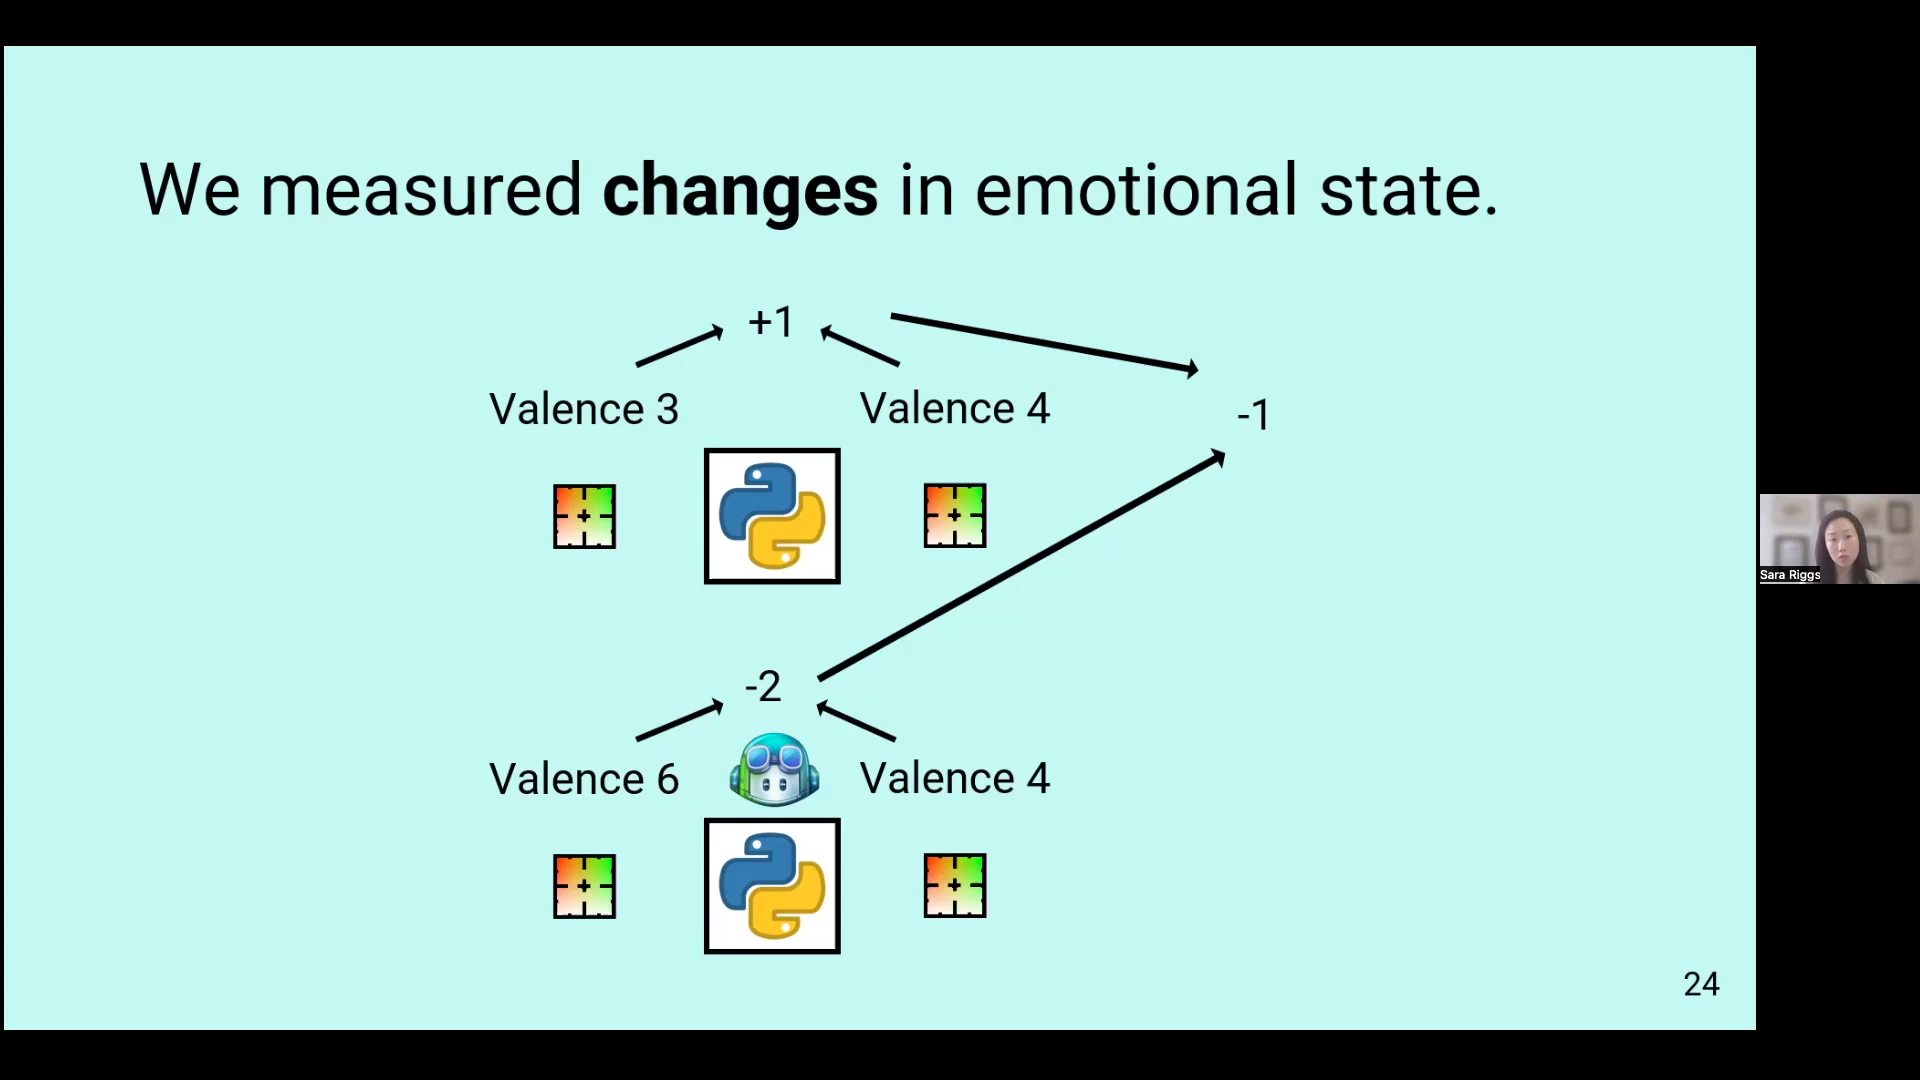 We measured changes in emotional state.
+1
Valence 3
Valence 4
-1
-2
Valence 6
Valence 4
24
Sara Riggs